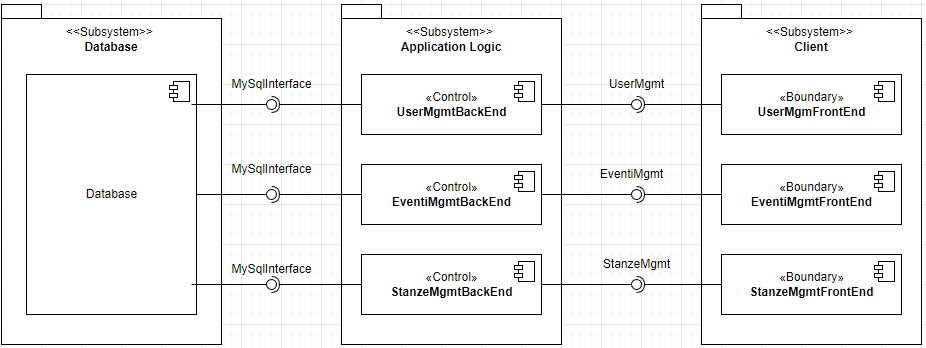 <<Subsystem>>
Database
<<Subsystem>>
Application Logic
<<Subsystem>>
Client
MySqlInterface
UserMgmt
«Control»
UserMgmtBackEnd
«Boundary»
UserMgmFrontEnd
MySqlInterface
EventiMgmt
Database
«Control»
EventiMgmtBackEnd
«Boundary»
EventiMgmtFrontEnd
MySqlInterface
StanzeMgmt
«Control»
StanzeMgmtBackEnd
«Boundary»
StanzeMgmtFrontEnd